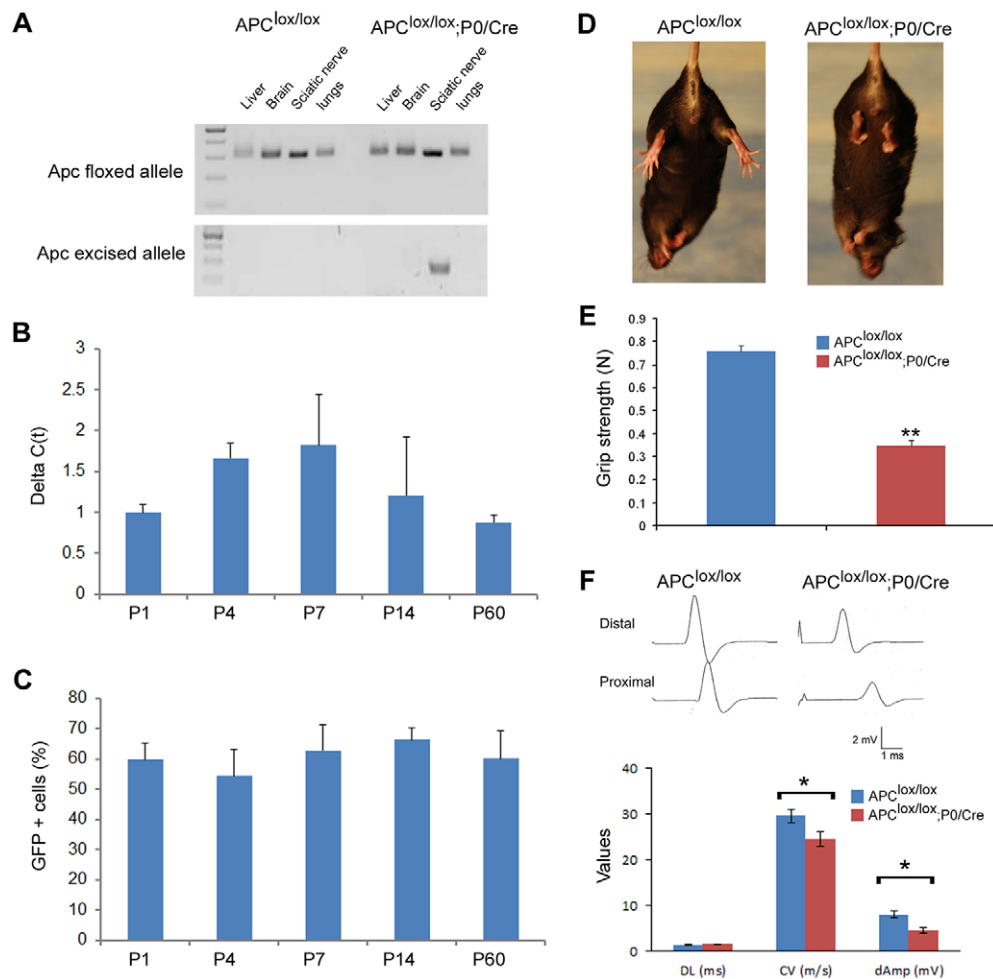 A
APC^lox/lox
APC^lox/lox;P0/Cre
Liver Brain Sciatic nerve lungs Liver Brain Sciatic nerve lungs
Apc floxed allele
Apc excised allele
B
Delta C(t)
3
2.5
2
1.5
1
0.5
0
P1 P4 P7 P14 P60
C
GFP + cells (%)
80
70
60
50
40
30
20
10
0
P1 P4 P7 P14 P60
D
APC^lox/lox
APC^lox/lox;P0/Cre
E
Grip strength (N)
0.9
0.8
0.7
0.6
0.5
0.4
0.3
0.2
0.1
0
APC^lox/lox
APC^lox/lox;P0/Cre
**
F
APC^lox/lox
APC^lox/lox;P0/Cre
Distal
Proximal
2 mV
1 ms
Values
40
30
20
10
0
*
*
APC^lox/lox
APC^lox/lox;P0/Cre
DL (ms) CV (m/s) dAmp (mV)